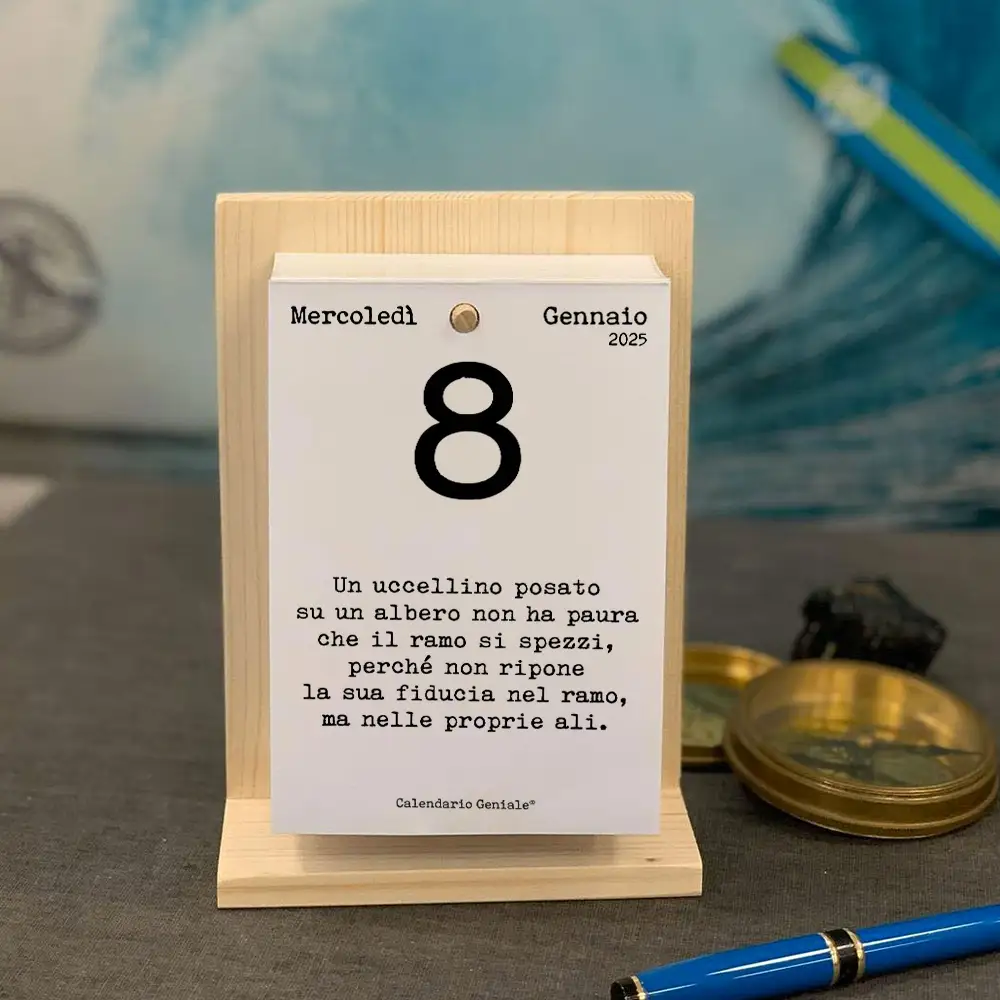 Mercoledì
Gennaio
2025
8
Un uccellino posato
su un albero non ha paura
che il ramo si spezzi,
perché non ripone
la sua fiducia nel ramo,
ma nelle proprie ali.
Calendario Geniale®